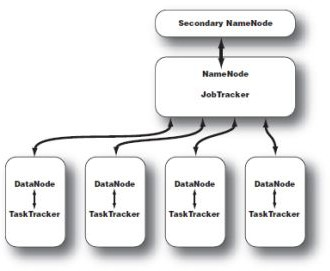 Secondary NameNode
NameNode
JobTracker
DataNode DataNode DataNode DataNode
TaskTracker TaskTracker TaskTracker TaskTracker